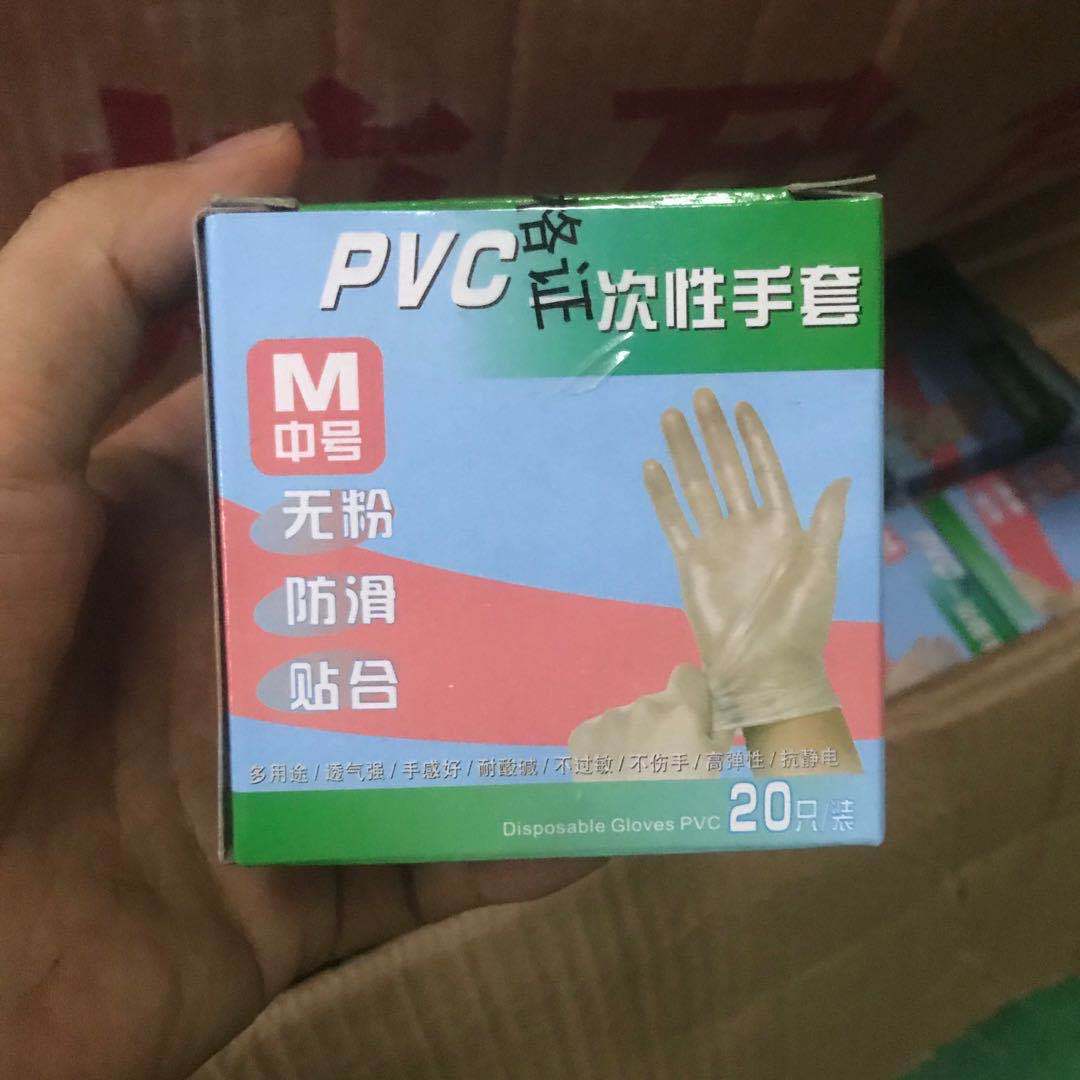 PVC 次性手套
格证
M
中号
无粉
防滑
贴合
多用途/透气强/手感好/耐酸碱/不过敏/不伤手/高弹性/抗静电
Disposable Gloves PVC 20只/装